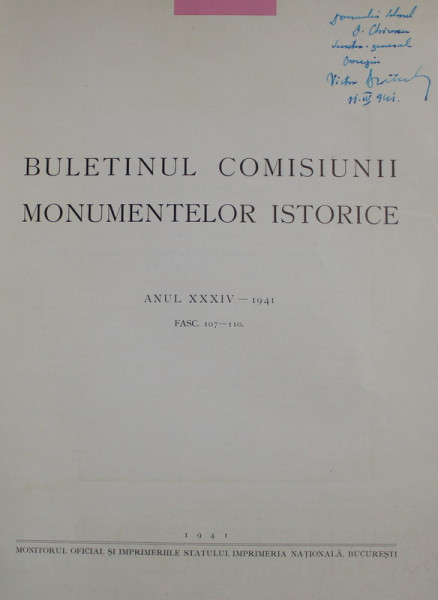 Victor
BULETINUL COMISIUNII
MONUMENTELOR ISTORICE
ANUL XXXIV — 1941
FASC. 107—110.
1941
MONITORUL OFICIAL ȘI IMPRIMERIILE STATULUI, IMPRIMERIA NAȚIONALĂ, BUCUREȘTI